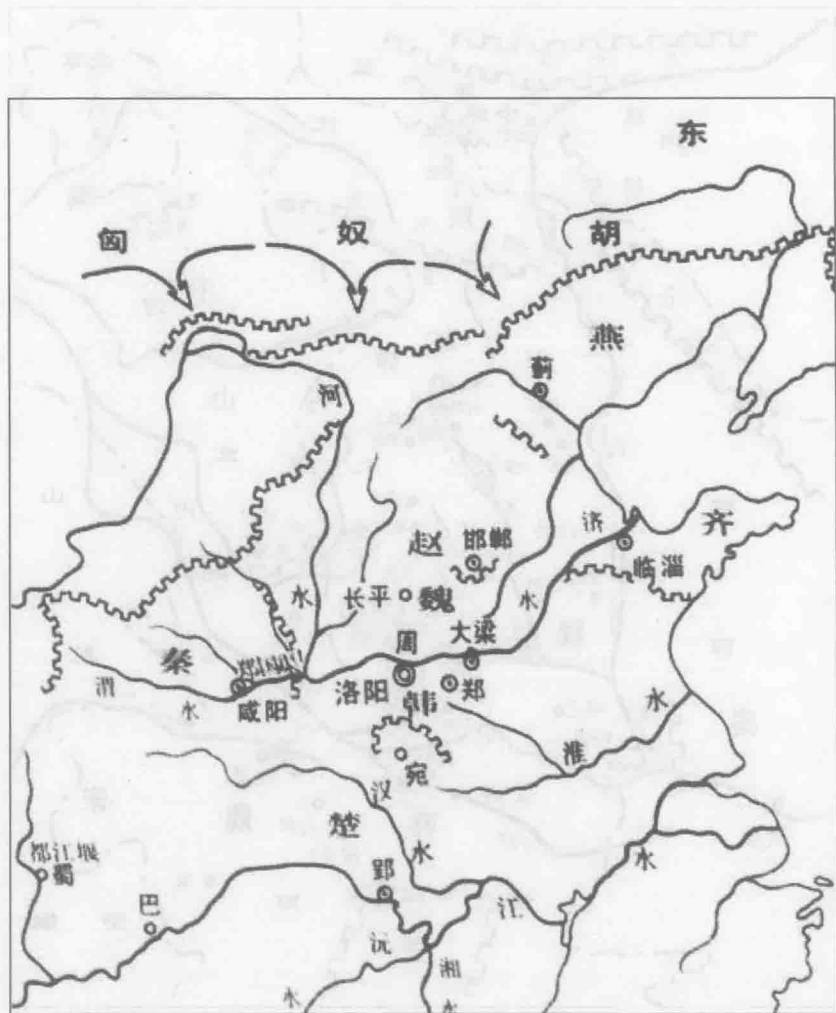 东
匈 奴 胡
燕
蓟
河
赵 邯郸
济
齐
临淄
水 长平 魏 水
周 大梁
秦
渭 水 咸阳 洛阳 韩 郑
水
淮
宛
汉
楚
水 水
都江堰
蜀
郢
江
巴
沅
湘
水 水